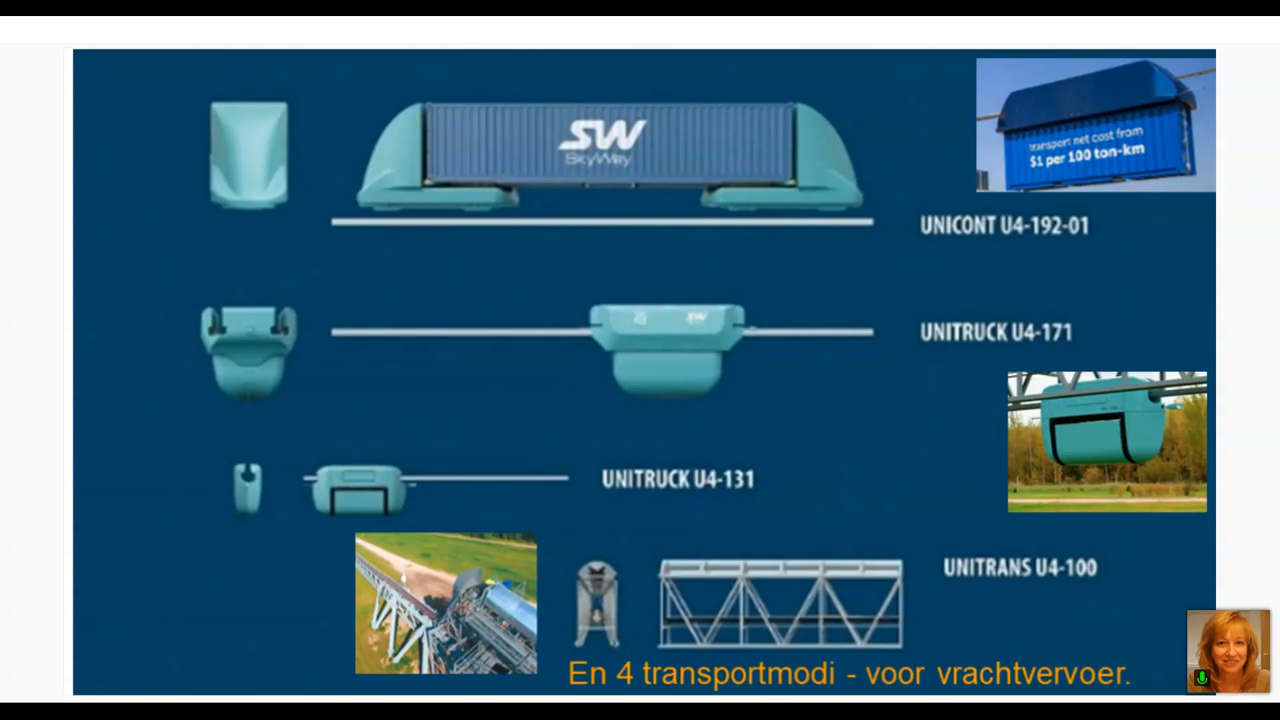 SW
SkyWay
transport net cost from
$1 per 100 ton-km
UNICONT U4-192-01
SW
UNITRUCK U4-171
UNITRUCK U4-131
UNITRANS U4-100
En 4 transportmodi - voor vrachtvervoer.